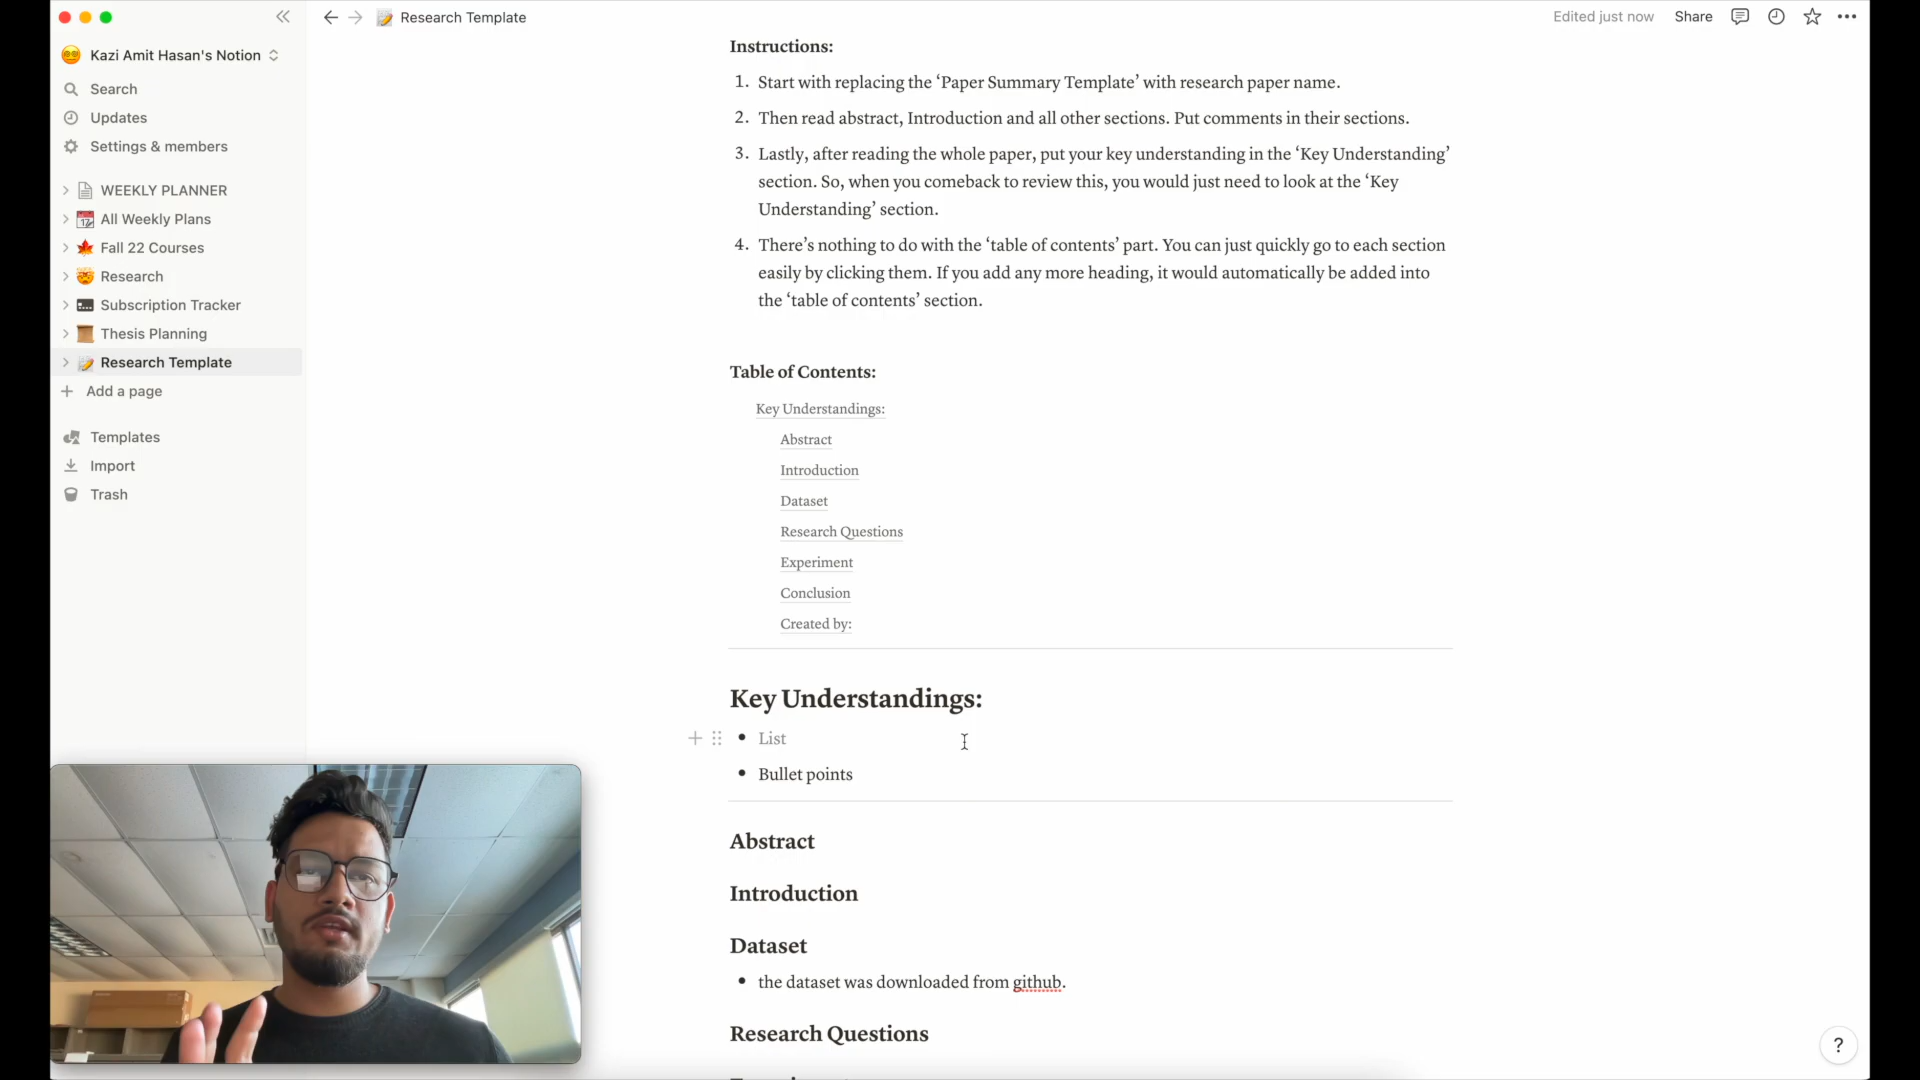 Research Template
Edited just now
Share
Kazi Amit Hasan's Notion
Search
Updates
Settings & members
WEEKLY PLANNER
All Weekly Plans
Fall 22 Courses
Research
Subscription Tracker
Thesis Planning
Research Template
Add a page
Templates
Import
Trash
Instructions:
1. Start with replacing the ‘Paper Summary Template’ with research paper name.
2. Then read abstract, Introduction and all other sections. Put comments in their sections.
3. Lastly, after reading the whole paper, put your key understanding in the ‘Key Understanding’
section. So, when you comeback to review this, you would just need to look at the ‘Key
Understanding’ section.
4. There’s nothing to do with the ‘table of contents’ part. You can just quickly go to each section
easily by clicking them. If you add any more heading, it would automatically be added into
the ‘table of contents’ section.
Table of Contents:
Key Understandings:
Abstract
Introduction
Dataset
Research Questions
Experiment
Conclusion
Created by:
Key Understandings:
• List
• Bullet points
Abstract
Introduction
Dataset
• the dataset was downloaded from github.
Research Questions
?